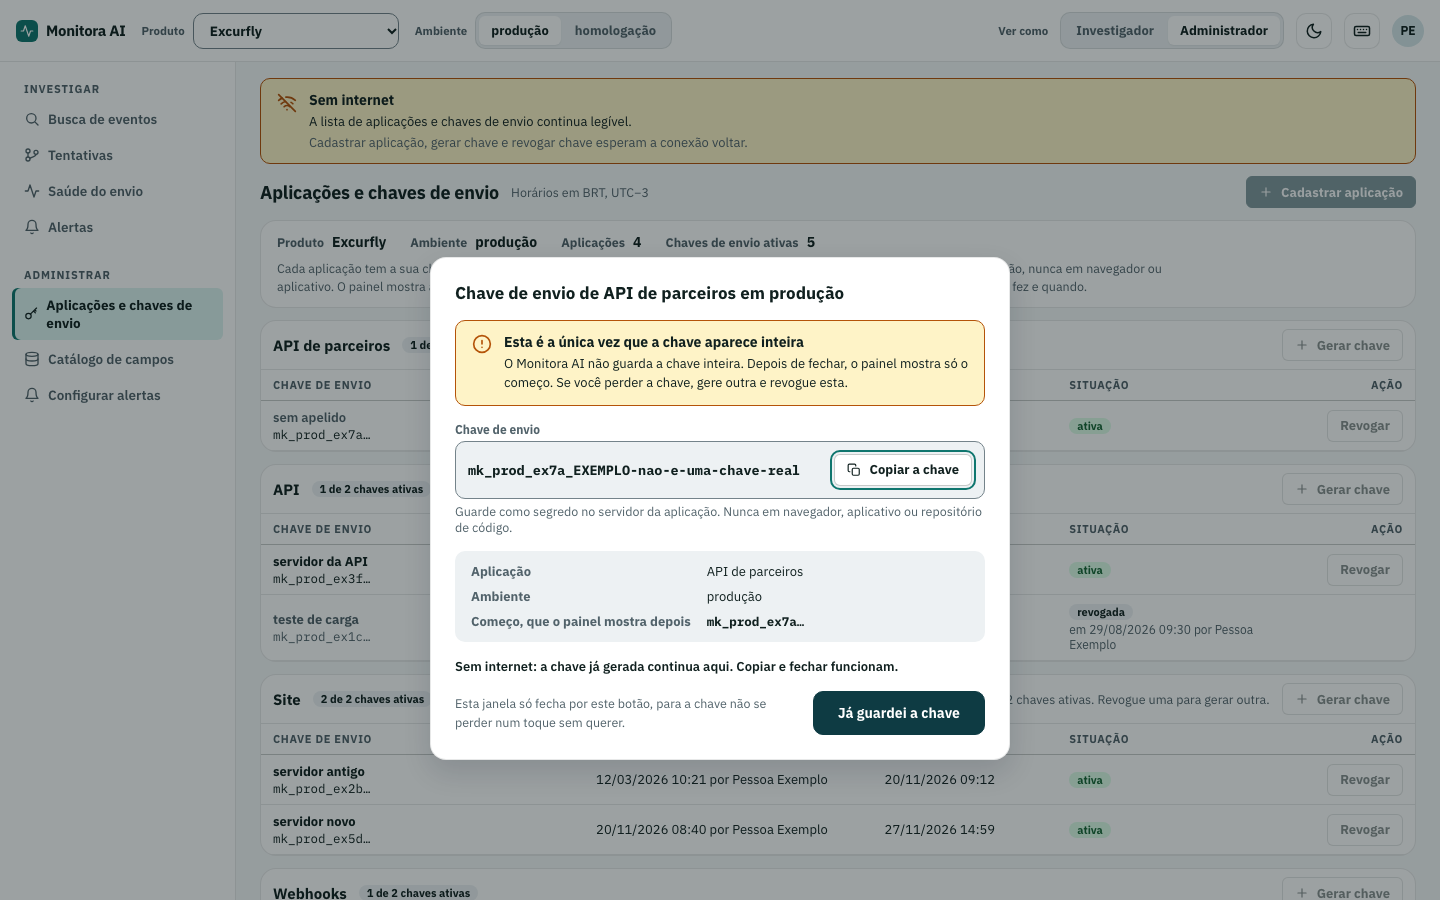 Monitora AI
Produto
Excurfly
Ambiente
produção
homologação
Ver como
Investigador
Administrador
PE
INVESTIGAR
Busca de eventos
Tentativas
Saúde do envio
Alertas
ADMINISTRAR
Aplicações e chaves de
envio
Catálogo de campos
Configurar alertas
Sem internet
A lista de aplicações e chaves de envio continua legível.
Cadastrar aplicação, gerar chave e revogar chave esperam a conexão voltar.
Aplicações e chaves de envio
Horários em BRT, UTC−3
Cadastrar aplicação
Produto Excurfly Ambiente produção Aplicações 4 Chaves de envio ativas 5
Cada aplicação tem a sua
nunca em navegador ou
aplicativo. O painel mostra
fez e quando.
API de parceiros
Gerar chave
CHAVE DE ENVIO
SITUAÇÃO
AÇÃO
sem apelido
mk_prod_ex7a…
ativa
Revogar
API
1 de 2 chaves ativas
Gerar chave
CHAVE DE ENVIO
SITUAÇÃO
AÇÃO
servidor da API
mk_prod_ex3f…
ativa
Revogar
teste de carga
mk_prod_ex1c…
revogada
em 29/08/2026 09:30 por Pessoa
Exemplo
Site
2 de 2 chaves ativas
chaves ativas. Revogue uma para gerar outra.
Gerar chave
CHAVE DE ENVIO
SITUAÇÃO
AÇÃO
servidor antigo
mk_prod_ex2b…
12/03/2026 10:21 por Pessoa Exemplo
20/11/2026 09:12
ativa
Revogar
servidor novo
mk_prod_ex5d…
20/11/2026 08:40 por Pessoa Exemplo
27/11/2026 14:59
ativa
Revogar
Webhooks
1 de 2 chaves ativas
Gerar chave
Chave de envio de API de parceiros em produção
Esta é a única vez que a chave aparece inteira
O Monitora AI não guarda a chave inteira. Depois de fechar, o painel mostra só o
começo. Se você perder a chave, gere outra e revogue esta.
Chave de envio
mk_prod_ex7a_EXEMPLO-nao-e-uma-chave-real
Copiar a chave
Guarde como segredo no servidor da aplicação. Nunca em navegador, aplicativo ou repositório
de código.
Aplicação
API de parceiros
Ambiente
produção
Começo, que o painel mostra depois
mk_prod_ex7a…
Sem internet: a chave já gerada continua aqui. Copiar e fechar funcionam.
Esta janela só fecha por este botão, para a chave não se
perder num toque sem querer.
Já guardei a chave